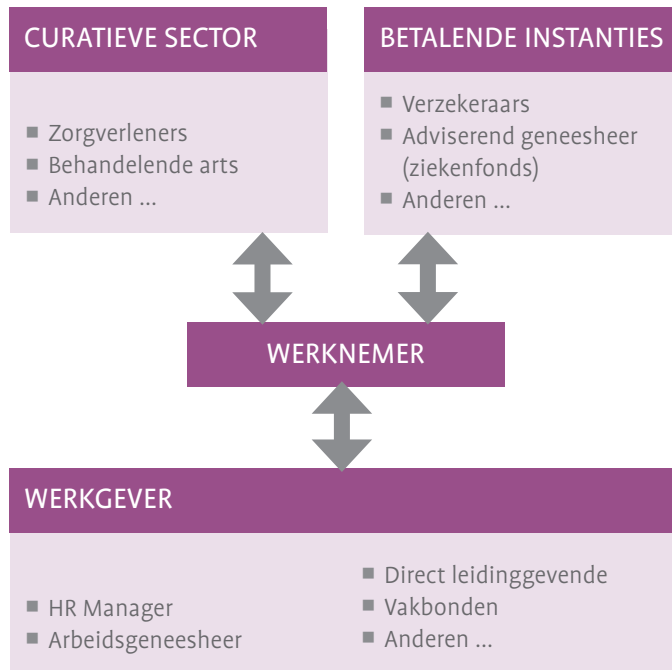 CURATIEVE SECTOR
■ Zorgverleners
■ Behandelende arts
■ Anderen ...
BETALENDE INSTANTIES
■ Verzekeraars
■ Adviserend geneesheer
(ziekenfonds)
■ Anderen ...
WERKNEMER
WERKGEVER
■ HR Manager
■ Arbeidsgeneesheer
■ Direct leidinggevende
■ Vakbonden
■ Anderen ...